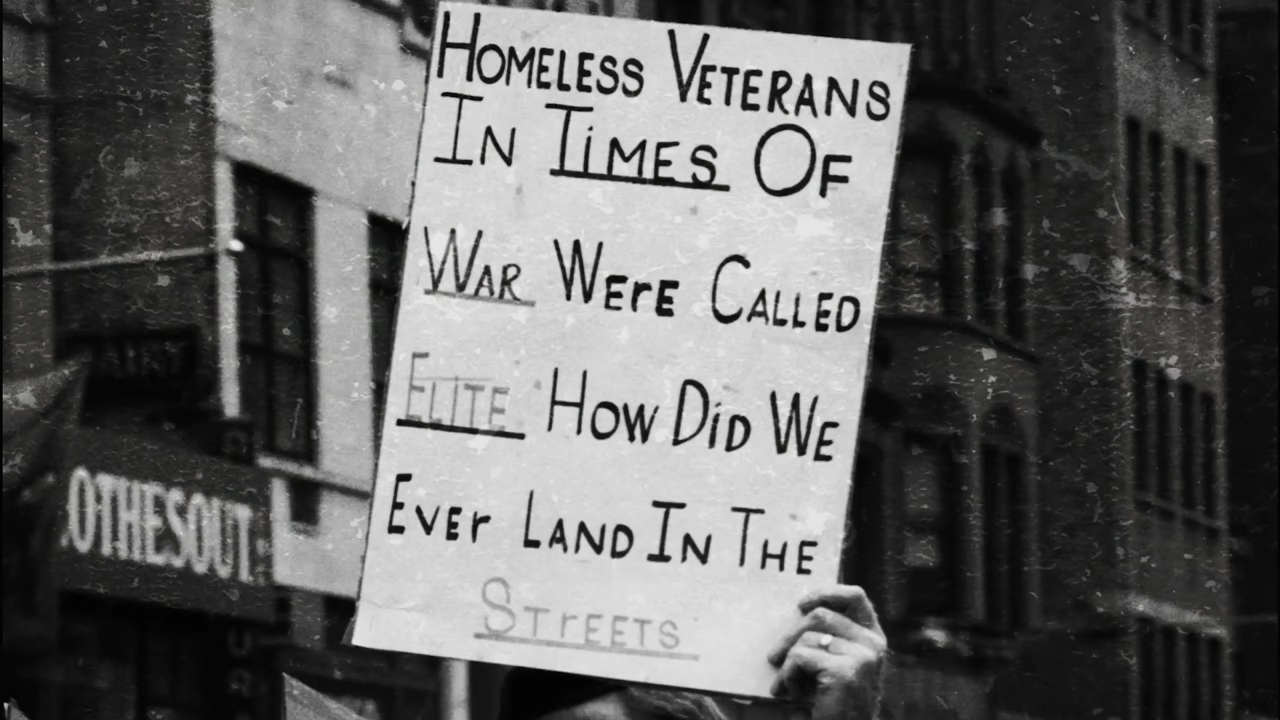 HOMELESS VETERANS
IN TIMES OF
WAR WERE CALLED
ELITE HOW DID WE
EVER LAND IN THE
STREETS
OTHESOUT